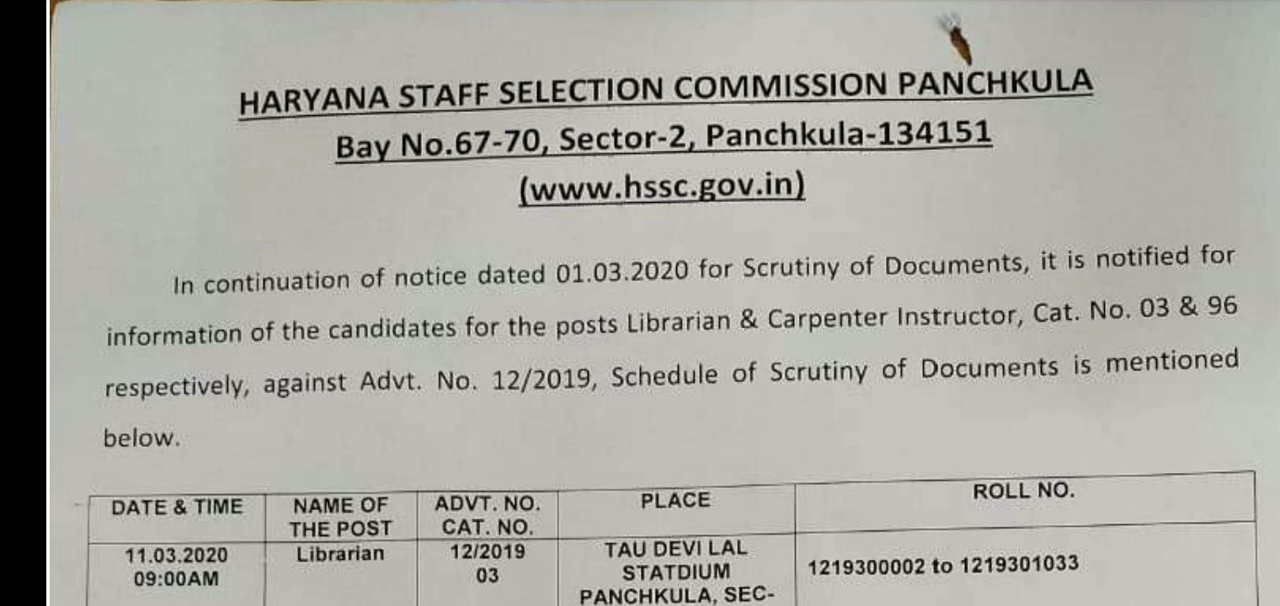 HARYANA STAFF SELECTION COMMISSION PANCHKULA
Bay No.67-70, Sector-2, Panchkula-134151
(www.hssc.gov.in)
In continuation of notice dated 01.03.2020 for Scrutiny of Documents, it is notified for
information of the candidates for the posts Librarian & Carpenter Instructor, Cat. No. 03 & 96
respectively, against Advt. No. 12/2019, Schedule of Scrutiny of Documents is mentioned
below.
DATE & TIME NAME OF THE POST ADVT. NO. CAT. NO. PLACE ROLL NO.
11.03.2020 Librarian 12/2019 TAU DEVI LAL
09:00AM 03 STATDIUM 1219300002 to 1219301033
PANCHKULA, SEC-